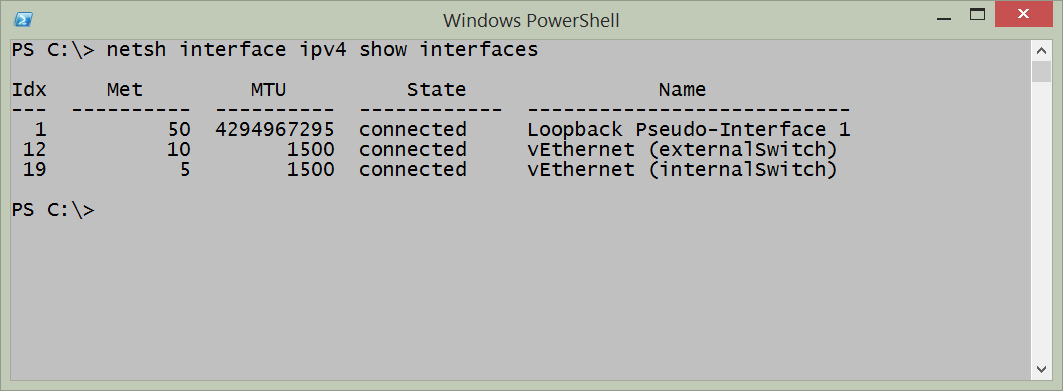 Windows PowerShell
PS C:\> netsh interface ipv4 show interfaces
Idx     Met         MTU          State                Name
---  ----------  ----------  ------------  ---------------------------
  1          50  4294967295  connected     Loopback Pseudo-Interface 1
 12          10        1500  connected     vEthernet (externalSwitch)
 19           5        1500  connected     vEthernet (internalSwitch)
PS C:\>